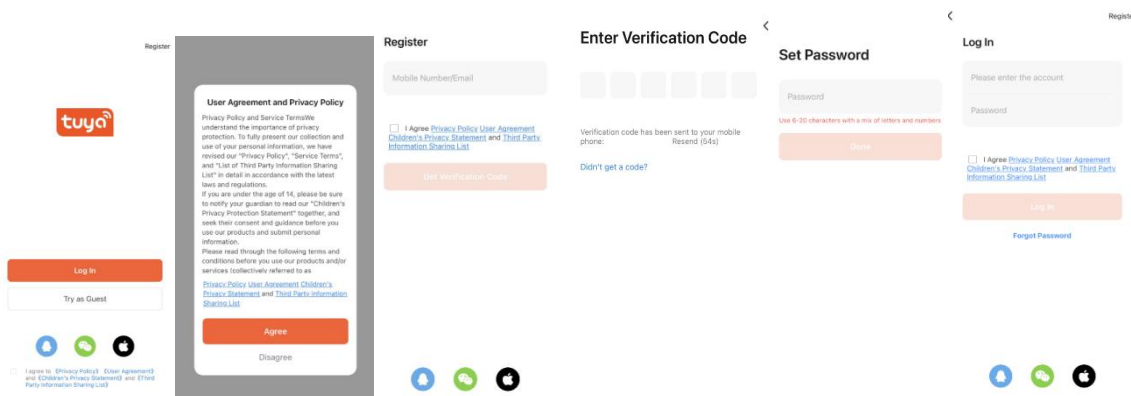 Register
tuya
Log In
Try as Guest
I agree to 《Privacy Policy》 《User Agreement》
and 《Children's Privacy Statement》 and 《Third
Party Information Sharing List》
User Agreement and Privacy Policy
Privacy Policy and Service TermsWe
understand the importance of privacy
protection. To fully present our collection and
use of your personal information, we have
revised our "Privacy Policy", "Service Terms",
and "List of Third Party Information Sharing
List" in detail in accordance with the latest
laws and regulations.
If you are under the age of 14, please be sure
to notify your guardian to read our "Children's
Privacy Protection Statement" together, and
seek their consent and guidance before you
use our products and submit personal
information.
Please read through the following terms and
conditions before you use our products and/or
services (collectively referred to as
Privacy Policy User Agreement Children's
Privacy Statement and Third Party Information
Sharing List
Agree
Disagree
Register
Mobile Number/Email
I Agree Privacy Policy User Agreement
Children's Privacy Statement and Third Party
Information Sharing List
Get Verification Code
Enter Verification Code
Verification code has been sent to your mobile
phone: Resend (54s)
Didn't get a code?
Set Password
Password
Use 6-20 characters with a mix of letters and numbers
Done
Registe
Log In
Please enter the account
Password
I Agree Privacy Policy User Agreement
Children's Privacy Statement and Third Party
Information Sharing List
Log In
Forgot Password